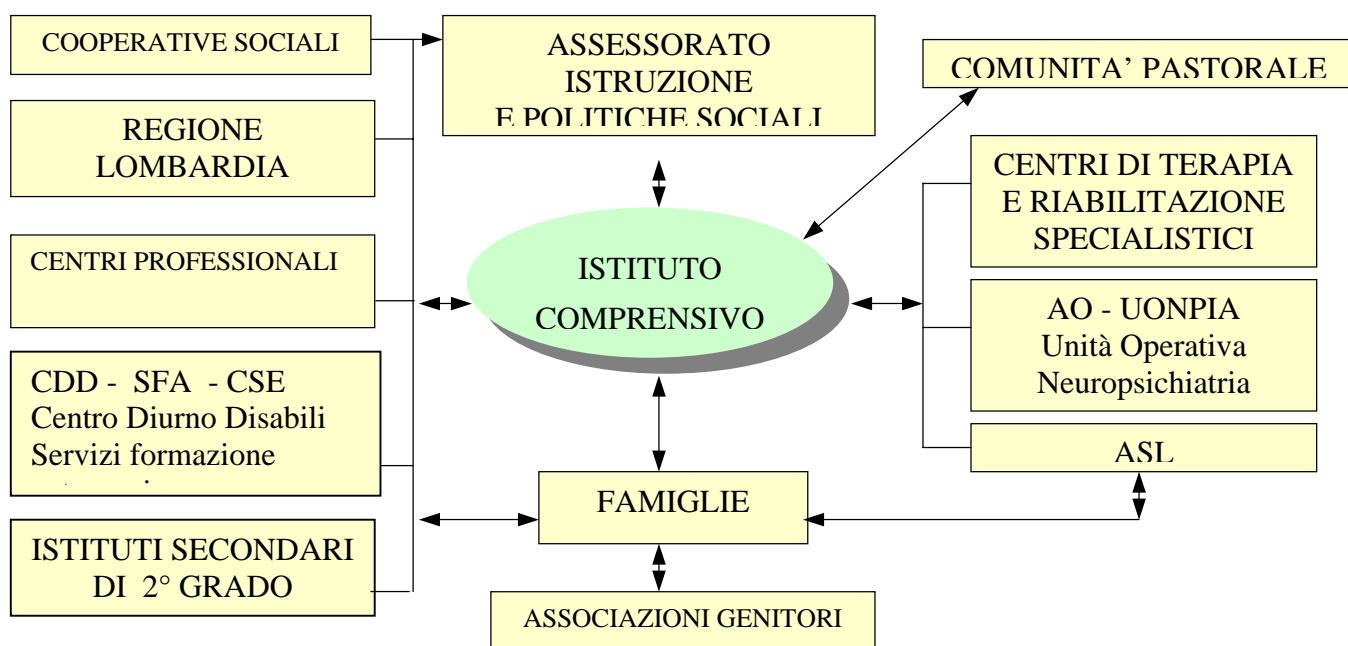 COOPERATIVE SOCIALI
ASSESSORATO
ISTRUZIONE
E POLITICHE SOCIALI
COMUNITA’ PASTORALE
REGIONE
LOMBARDIA
CENTRI DI TERAPIA
E RIABILITAZIONE
SPECIALISTICI
CENTRI PROFESSIONALI
ISTITUTO
COMPRENSIVO
AO - UONPIA
Unità Operativa
Neuropsichiatria
CDD - SFA - CSE
Centro Diurno Disabili
Servizi formazione
ASL
FAMIGLIE
ISTITUTI SECONDARI
DI 2° GRADO
ASSOCIAZIONI GENITORI